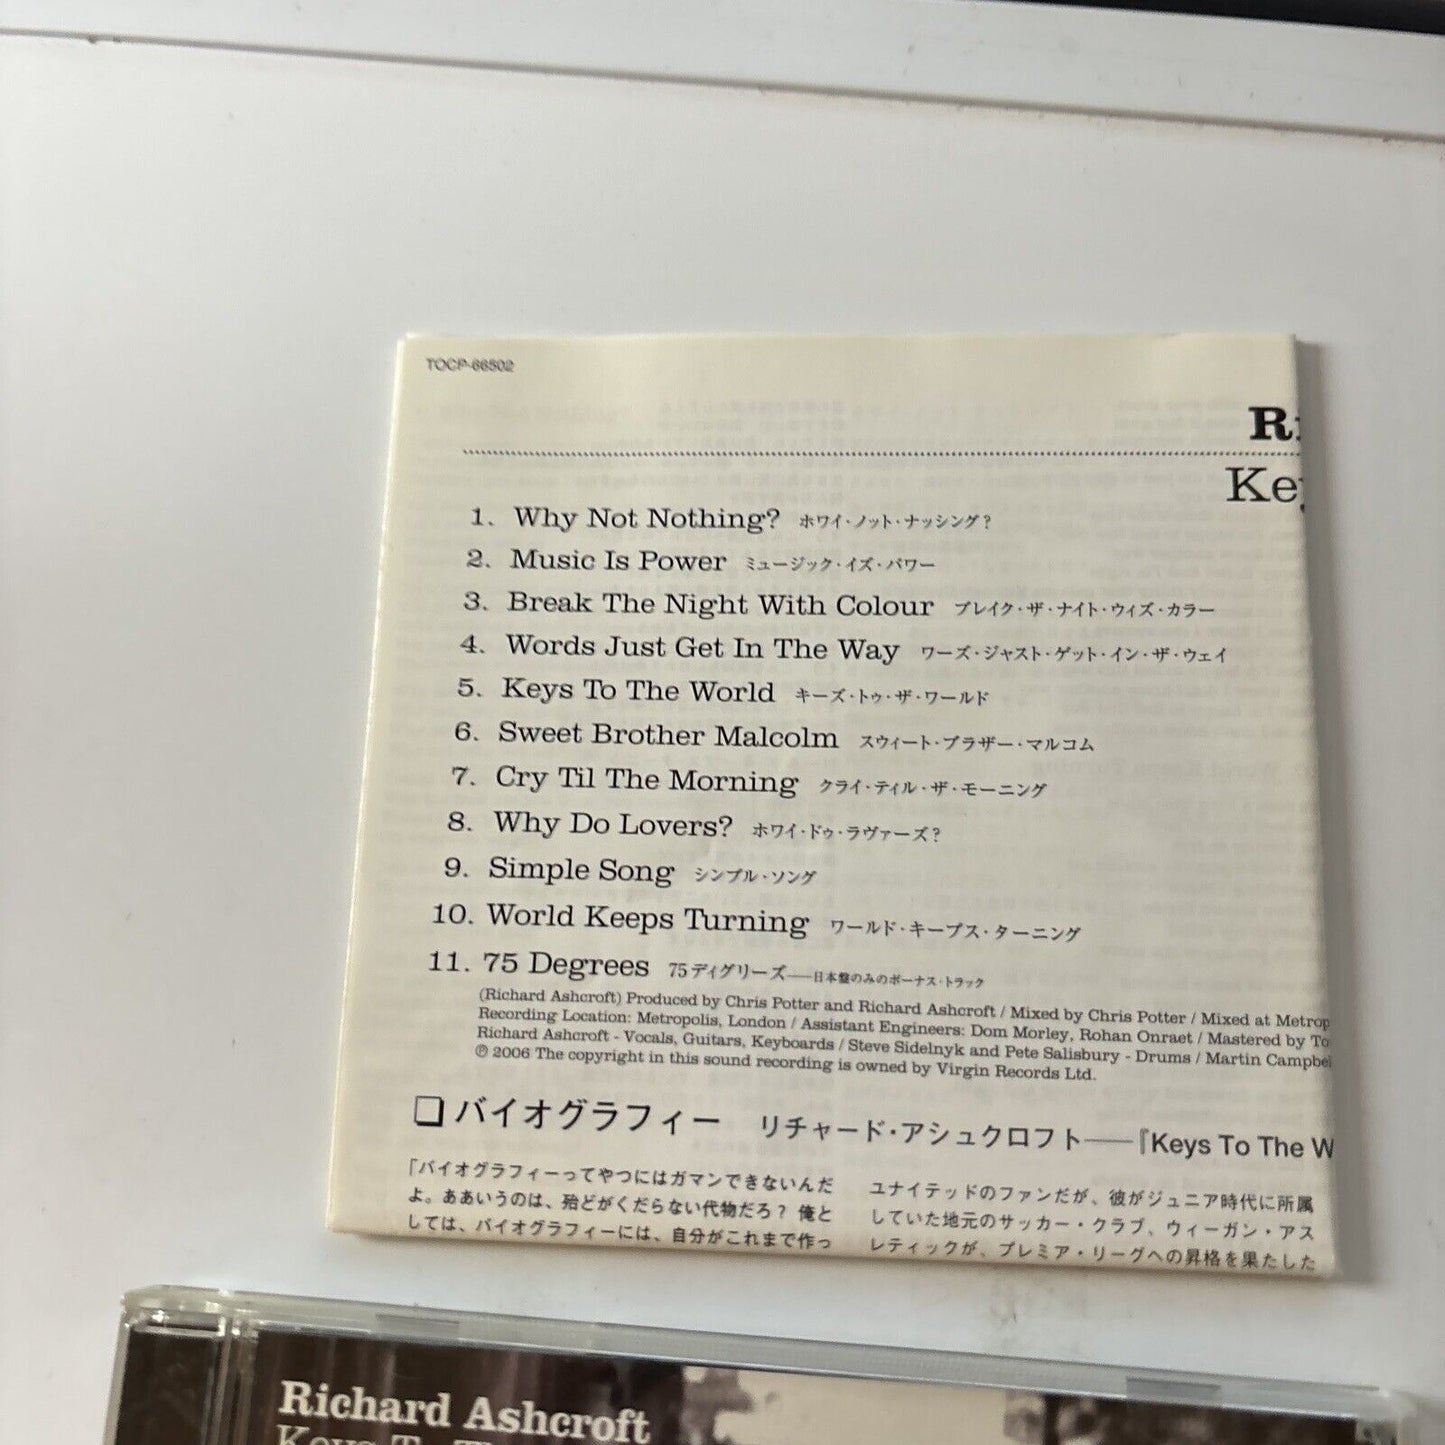 TOCP-66502
Ri
Key
1. Why Not Nothing? ホワイ・ノット・ナッシング?
2. Music Is Power ミュージック・イズ・パワー
3. Break The Night With Colour ブレイク・ザ・ナイト・ウィズ・カラー
4. Words Just Get In The Way ワーズ・ジャスト・ゲット・イン・ザ・ウェイ
5. Keys To The World キーズ・トゥ・ザ・ワールド
6. Sweet Brother Malcolm スウィート・ブラザー・マルコム
7. Cry Til The Morning クライ・ティル・ザ・モーニング
8. Why Do Lovers? ホワイ・ドゥ・ラヴァーズ?
9. Simple Song シンプル・ソング
10. World Keeps Turning ワールド・キープス・ターニング
11. 75 Degrees 75ディグリーズ——日本盤のみのボーナス・トラック
(Richard Ashcroft) Produced by Chris Potter and Richard Ashcroft / Mixed by Chris Potter / Mixed at Metrop
Recording Location: Metropolis, London / Assistant Engineers: Dom Morley, Rohan Onraet / Mastered by To
Richard Ashcroft - Vocals, Guitars, Keyboards / Steve Sidelnyk and Pete Salisbury - Drums / Martin Campbel
℗ 2006 The copyright in this sound recording is owned by Virgin Records Ltd.
❏ バイオグラフィー リチャード・アシュクロフト——『Keys To The W
「バイオグラフィーってやつにはガマンできないんだ
よ。ああいうのは、殆どがくだらない代物だろ? 俺と
しては、バイオグラフィーには、自分がこれまで作っ
ユナイテッドのファンだが、彼がジュニア時代に所属
していた地元のサッカー・クラブ、ウィーガン・アス
レティックが、プレミア・リーグへの昇格を果たした
Richard Ashcroft
Keys To Th